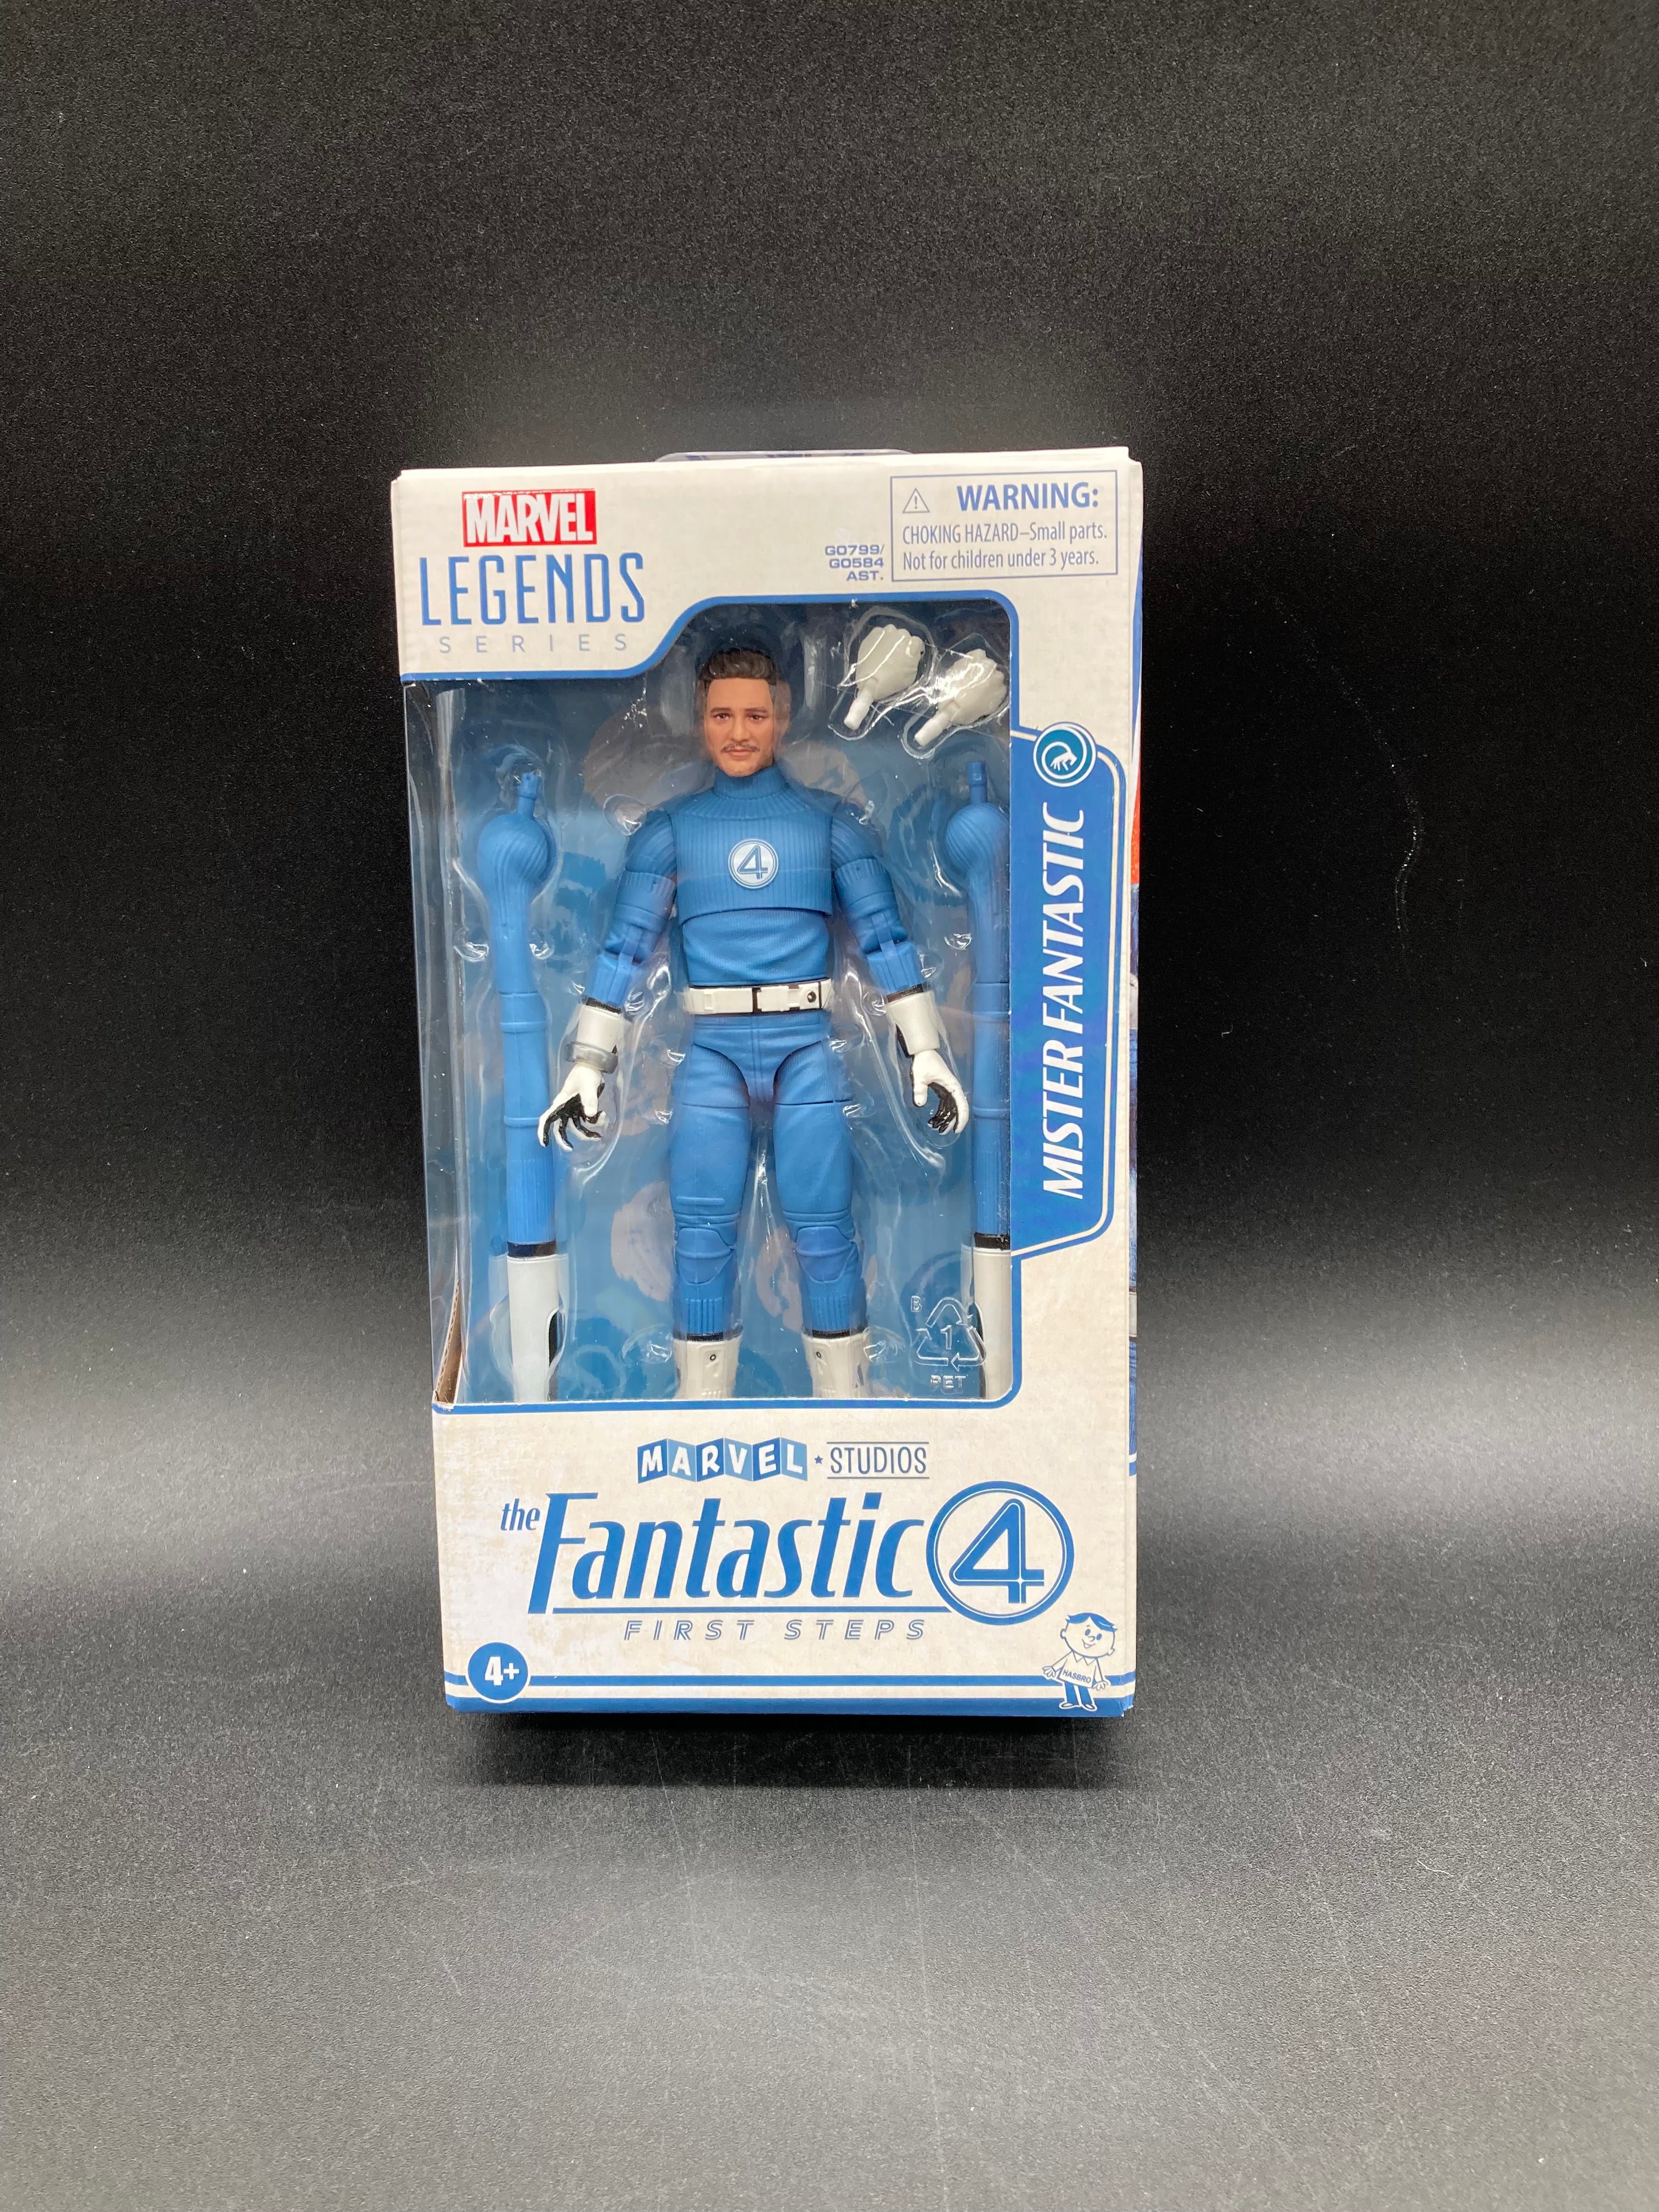 MARVEL
LEGENDS
SERIES
G0799/
G0584
AST.
WARNING:
CHOKING HAZARD–Small parts.
Not for children under 3 years.
4
MISTER FANTASTIC
B
1
PET
MARVEL STUDIOS
the Fantastic 4
FIRST STEPS
4+
HASBRO